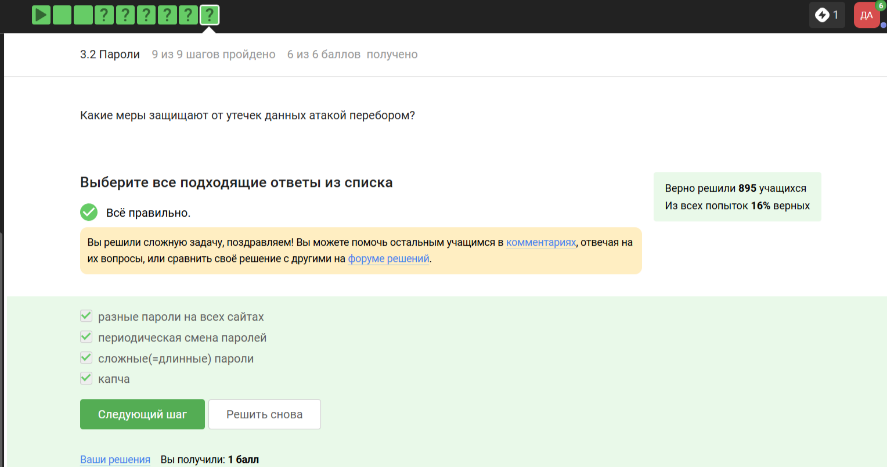 ? ? ? ? ? ?
1
ДА
6
3.2 Пароли 9 из 9 шагов пройдено 6 из 6 баллов получено
Какие меры защищают от утечек данных атакой перебором?
Выберите все подходящие ответы из списка
Всё правильно.
Вы решили сложную задачу, поздравляем! Вы можете помочь остальным учащимся в комментариях, отвечая на
их вопросы, или сравнить своё решение с другими на форуме решений.
Верно решили 895 учащихся
Из всех попыток 16% верных
разные пароли на всех сайтах
периодическая смена паролей
сложные(=длинные) пароли
капча
Следующий шаг Решить снова
Ваши решения Вы получили: 1 балл